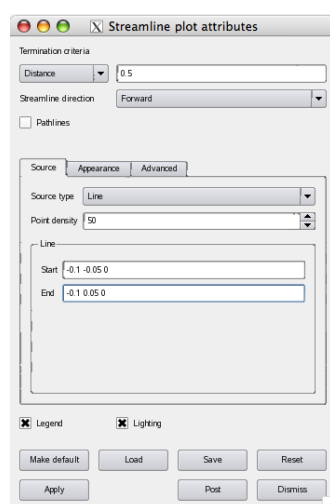 Streamline plot attributes
Termination criteria
Distance 0.5
Streamline direction Forward
Pathlines
Source Appearance Advanced
Source type Line
Point density 50
Line
Start -0.1 -0.05 0
End -0.1 0.05 0
Legend Lighting
Make default Load Save Reset
Apply Post Dismiss